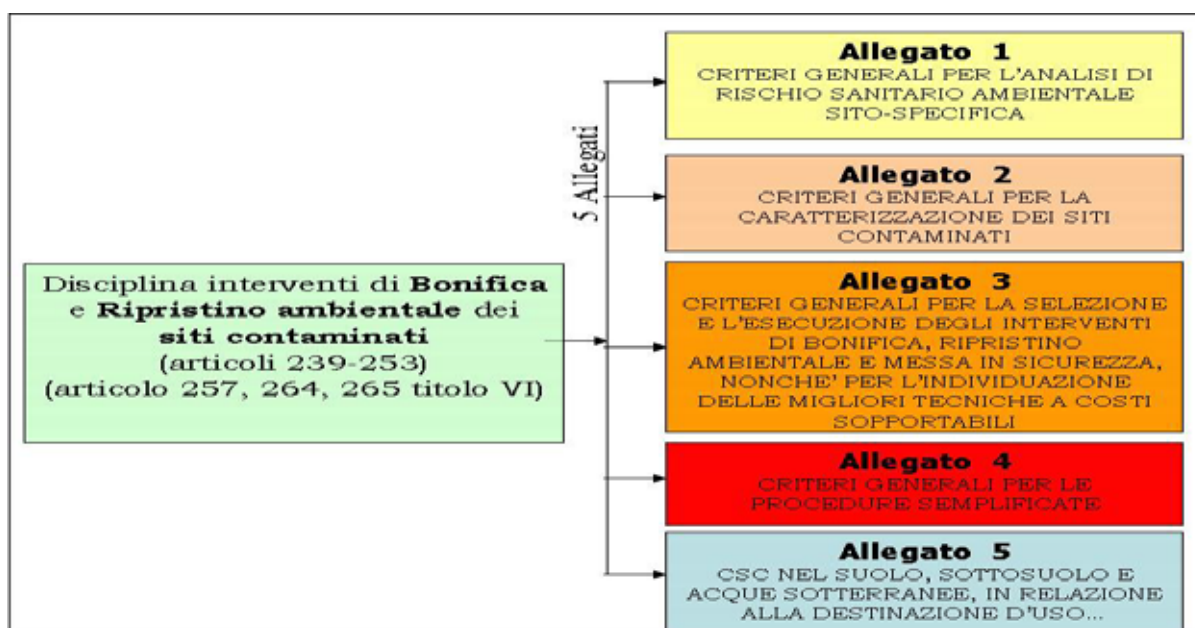 Disciplina interventi di Bonifica
e Ripristino ambientale dei
siti contaminati
(articoli 239-253)
(articolo 257, 264, 265 titolo VI)
5 Allegati
Allegato 1
CRITERI GENERALI PER L'ANALISI DI
RISCHIO SANITARIO AMBIENTALE
SITO-SPECIFICA
Allegato 2
CRITERI GENERALI PER LA
CARATTERIZZAZIONE DEI SITI
CONTAMINATI
Allegato 3
CRITERI GENERALI PER LA SELEZIONE
E L'ESECUZIONE DEGLI INTERVENTI
DI BONIFICA, RIPRISTINO
AMBIENTALE E MESSA IN SICUREZZA,
NONCHE' PER L'INDIVIDUAZIONE
DELLE MIGLIORI TECNICHE A COSTI
SOPPORTABILI
Allegato 4
CRITERI GENERALI PER LE
PROCEDURE SEMPLIFICATE
Allegato 5
CSC NEL SUOLO, SOTTOSUOLO E
ACQUE SOTTERRANEE, IN RELAZIONE
ALLA DESTINAZIONE D'USO...